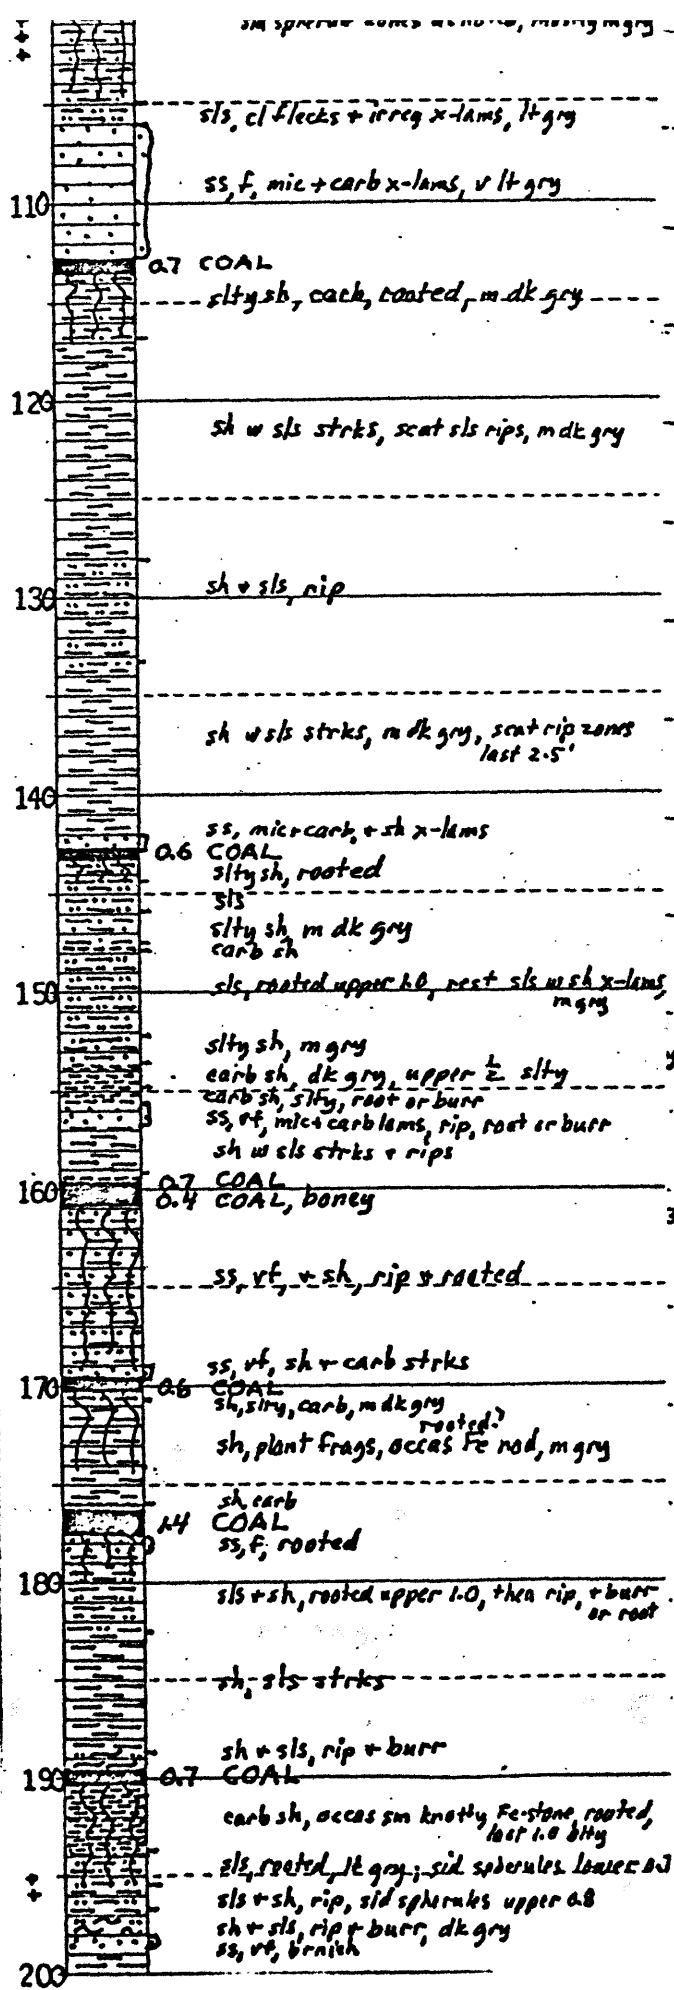 sls, cl flecks + irreg x-lams, lt gry
ss, f, mic + carb x-lams, v lt gry
110
0.7 COAL
slty sh, carb, rooted, m dk gry
120
sh w sls strks, scat sls rips, m dk gry
sh + sls, rip
130
sh w sls strks, m dk gry, scat rip zones
last 2.5'
140
ss, mic + carb, + sh x-lams
0.6 COAL
slty sh, rooted
sls
slty sh, m dk gry
carb sh
150 sls, rooted upper 1.0, rest sls w sh x-lams,
m gry
slty sh, m gry
carb sh, dk gry, upper 1/2 slty
carb sh, slty, root or burr
ss, vf, mic + carb lams, rip, root or burr
sh w sls strks + rips
0.7 COAL
160 0.4 COAL, boney
ss, vf, + sh, rip + rooted
ss, vf, sh + carb strks
170 0.6 COAL
sh, slty, carb, m dk gry
rooted?
sh, plant frags, occas Fe nod, m gry
sh, carb
1.4 COAL
ss, f, rooted
180
sls + sh, rooted upper 1.0, then rip, + burr
or root
sh, sls strks
sh + sls, rip + burr
190 0.7 COAL
carb sh, occas sm knotty Fe-stone, rooted,
last 1.0 slty
sls, rooted, lt gry; sid spherules lower
sls + sh, rip, sid spherules upper 0.8
sh + sls, rip + burr, dk gry
ss, vf, brnish
200